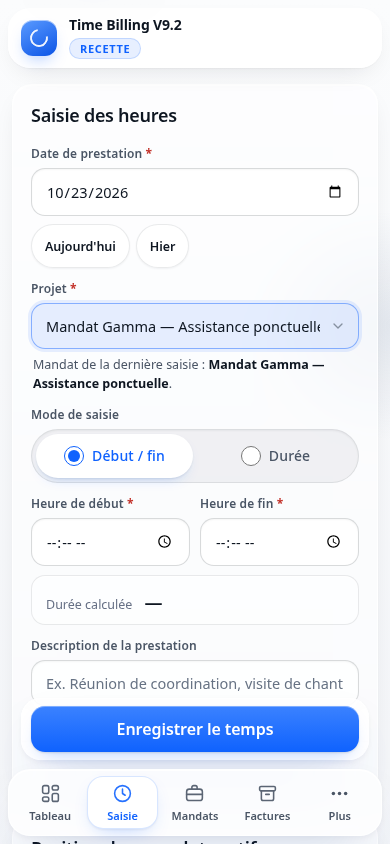 Time Billing V9.2
RECETTE
Saisie des heures
Date de prestation *
10/23/2026
Aujourd'hui
Hier
Projet *
Mandat Gamma — Assistance ponctuelle
Mandat de la dernière saisie : Mandat Gamma —
Assistance ponctuelle.
Mode de saisie
Début / fin
Durée
Heure de début *
Heure de fin *
--:-- --
--:-- --
Durée calculée —
Description de la prestation
Ex. Réunion de coordination, visite de chant
Enregistrer le temps
Tableau
Saisie
Mandats
Factures
Plus